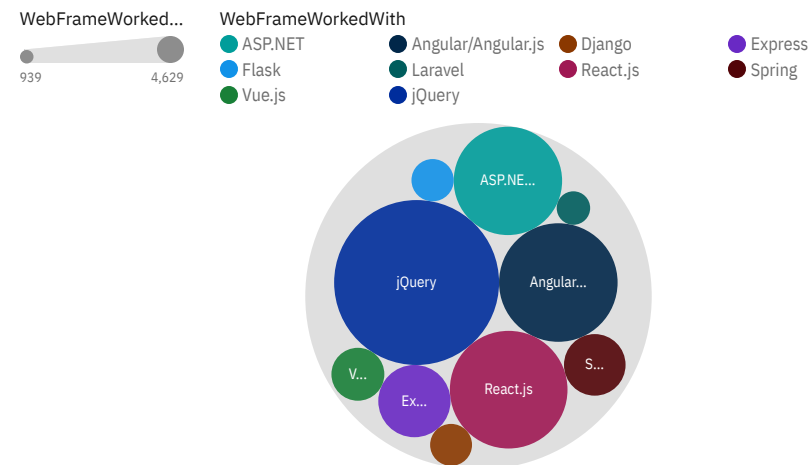 WebFrameWorked... WebFrameWorkedWith
ASP.NET Angular/Angular.js Django Express
939 4,629
Flask Laravel React.js Spring
Vue.js jQuery
ASP.NE...
jQuery Angular...
V... S...
Ex... React.js